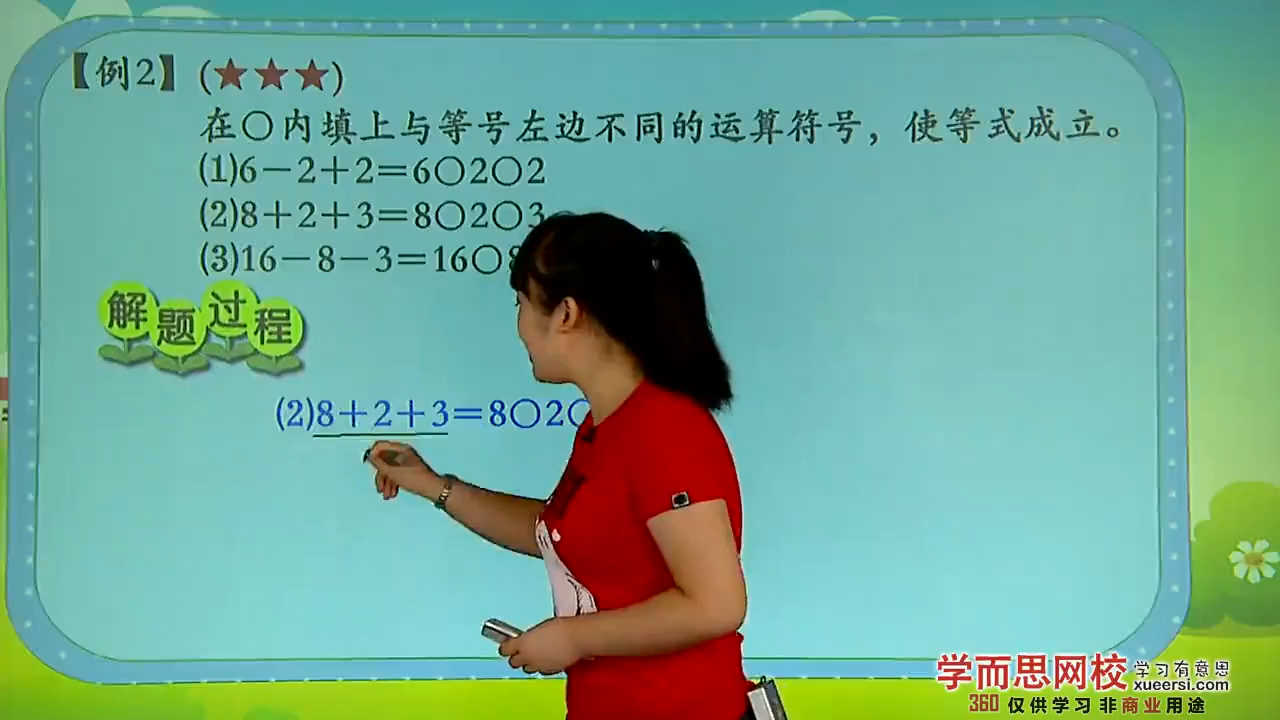 【例2】(★★★)
在○内填上与等号左边不同的运算符号，使等式成立。
(1)6－2＋2＝6○2○2
(2)8＋2＋3＝8○2○3
(3)16－8－3＝16○8
解题过程
(2)8＋2＋3＝8○2○
学而思网校 学习有意思
xueersi.com
360 仅供学习 非商业用途